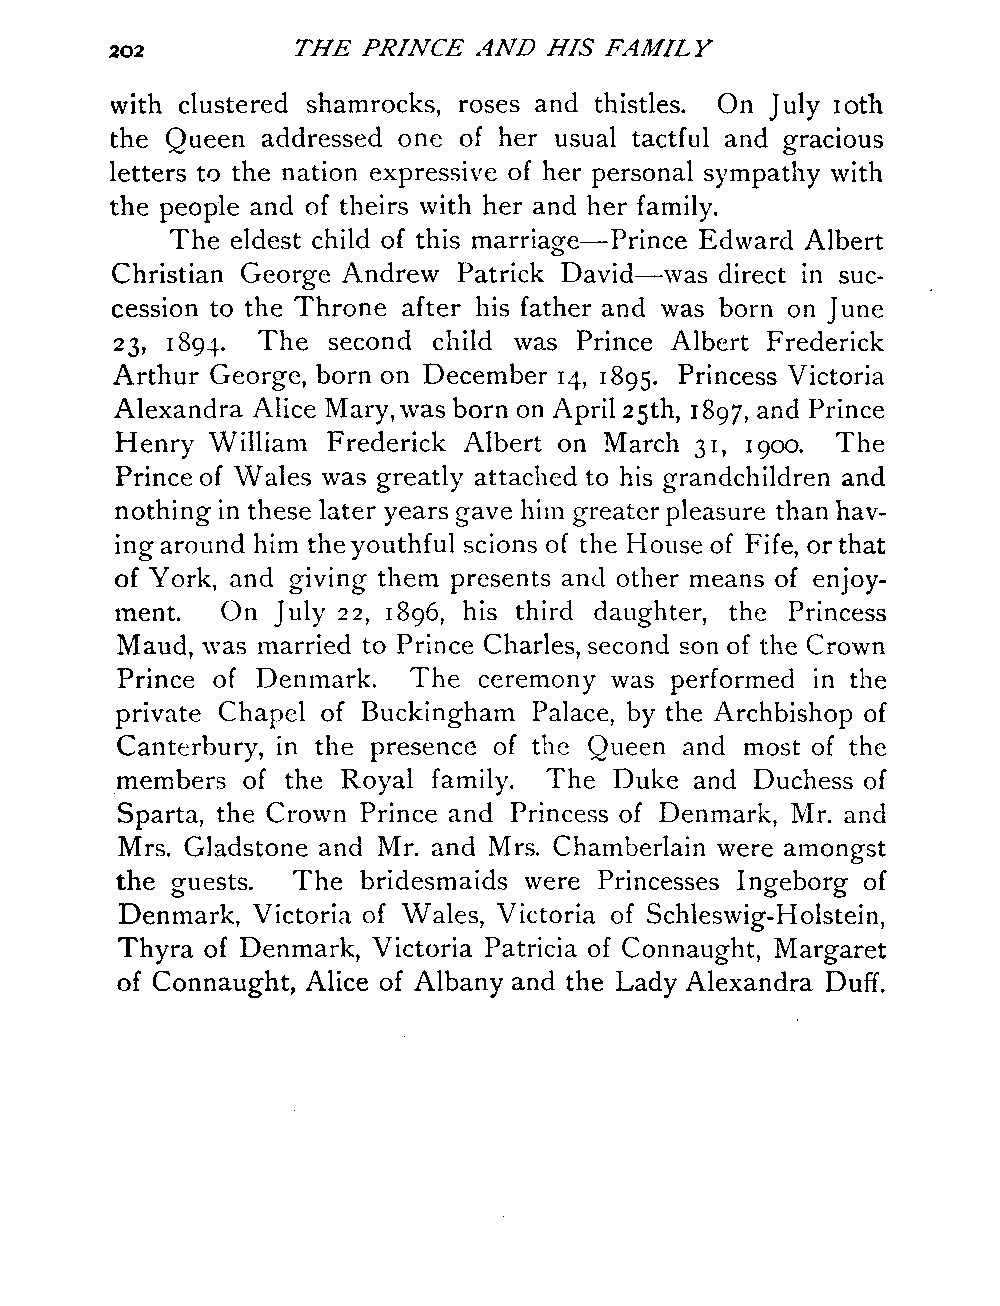 202 THE PRINCE AND HIS FAMILY
with clustered shamrocks, roses and thistles. On July 10th
the Queen addressed one of her usual tactful and gracious
letters to the nation expressive of her personal sympathy with
the people and of theirs with her and her family.
The eldest child of this marriage—Prince Edward Albert
Christian George Andrew Patrick David—was direct in suc-
cession to the Throne after his father and was born on June
23, 1894. The second child was Prince Albert Frederick
Arthur George, born on December 14, 1895. Princess Victoria
Alexandra Alice Mary, was born on April 25th, 1897, and Prince
Henry William Frederick Albert on March 31, 1900. The
Prince of Wales was greatly attached to his grandchildren and
nothing in these later years gave him greater pleasure than hav-
ing around him the youthful scions of the House of Fife, or that
of York, and giving them presents and other means of enjoy-
ment. On July 22, 1896, his third daughter, the Princess
Maud, was married to Prince Charles, second son of the Crown
Prince of Denmark. The ceremony was performed in the
private Chapel of Buckingham Palace, by the Archbishop of
Canterbury, in the presence of the Queen and most of the
members of the Royal family. The Duke and Duchess of
Sparta, the Crown Prince and Princess of Denmark, Mr. and
Mrs. Gladstone and Mr. and Mrs. Chamberlain were amongst
the guests. The bridesmaids were Princesses Ingeborg of
Denmark, Victoria of Wales, Victoria of Schleswig-Holstein,
Thyra of Denmark, Victoria Patricia of Connaught, Margaret
of Connaught, Alice of Albany and the Lady Alexandra Duff.